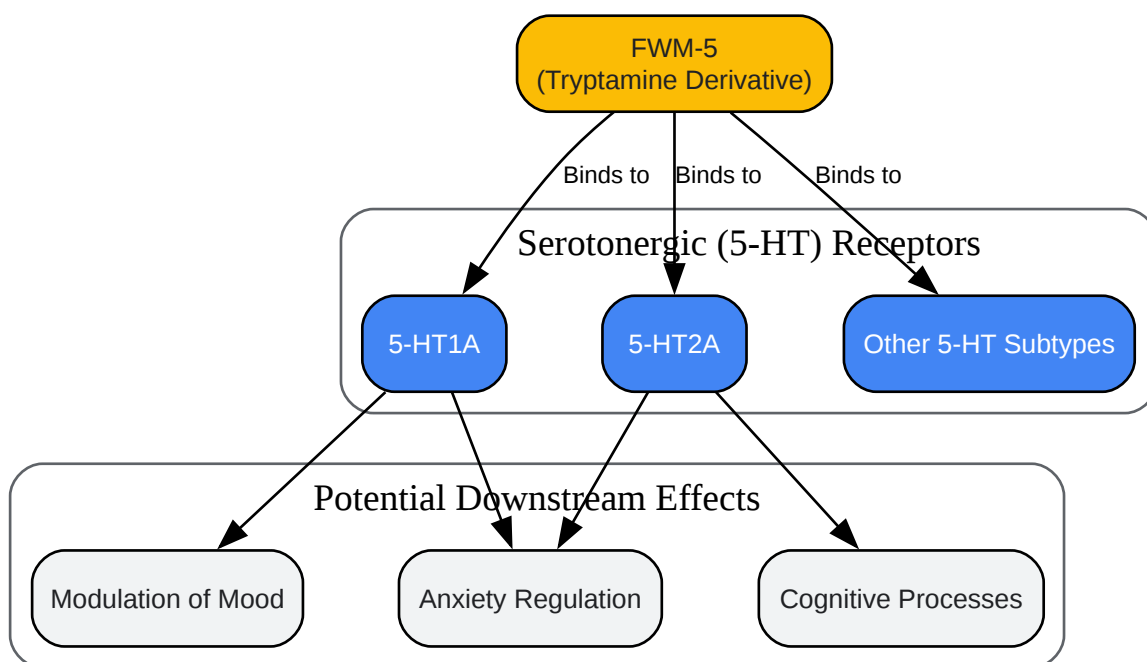 FWM-5
(Tryptamine Derivative)
Binds to
Binds to
Binds to
Serotonergic (5-HT) Receptors
5-HT1A
5-HT2A
Other 5-HT Subtypes
Potential Downstream Effects
Modulation of Mood
Anxiety Regulation
Cognitive Processes